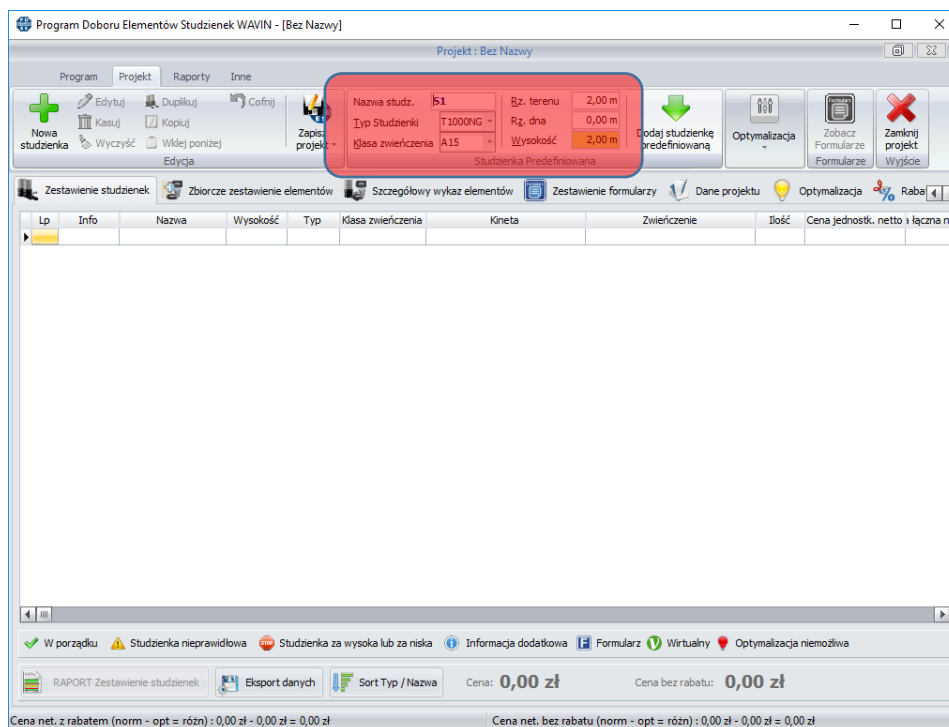 Program Doboru Elementów Studzienek WAVIN - [Bez Nazwy]
Projekt : Bez Nazwy
Program Projekt Raporty Inne
Nowa studzienka
Edytuj Duplikuj Cofnij
Kasuj Kopiuj
Wyczyść Wklej poniżej
Edycja
Zapisz projekt
Nazwa studz. S1 Rz. terenu 2,00 m
Typ Studzienki T1000NG Rz. dna 0,00 m
Klasa zwieńczenia A15 Wysokość 2,00 m
Studzienka Predefiniowana
Dodaj studzienkę predefiniowaną
Optymalizacja
Formularz
Zobacz Formularze
Formularze
Zamknij projekt
Wyjście
Zestawienie studzienek Zbiorcze zestawienie elementów Szczegółowy wykaz elementów Zestawienie formularzy Dane projektu Optymalizacja Raba
Lp Info Nazwa Wysokość Typ Klasa zwieńczenia Kineta Zwieńczenie Ilość Cena jednostk. netto łączna n
W porządku Studzienka nieprawidłowa STOP Studzienka za wysoka lub za niska Informacja dodatkowa F Formularz V Wirtualny Optymalizacja niemożliwa
RAPORT Zestawienie studzienek Eksport danych Sort Typ / Nazwa Cena: 0,00 zł Cena bez rabatu: 0,00 zł
Cena net. z rabatem (norm - opt = różn) : 0,00 zł - 0,00 zł = 0,00 zł Cena net. bez rabatu (norm - opt = różn) : 0,00 zł - 0,00 zł = 0,00 zł